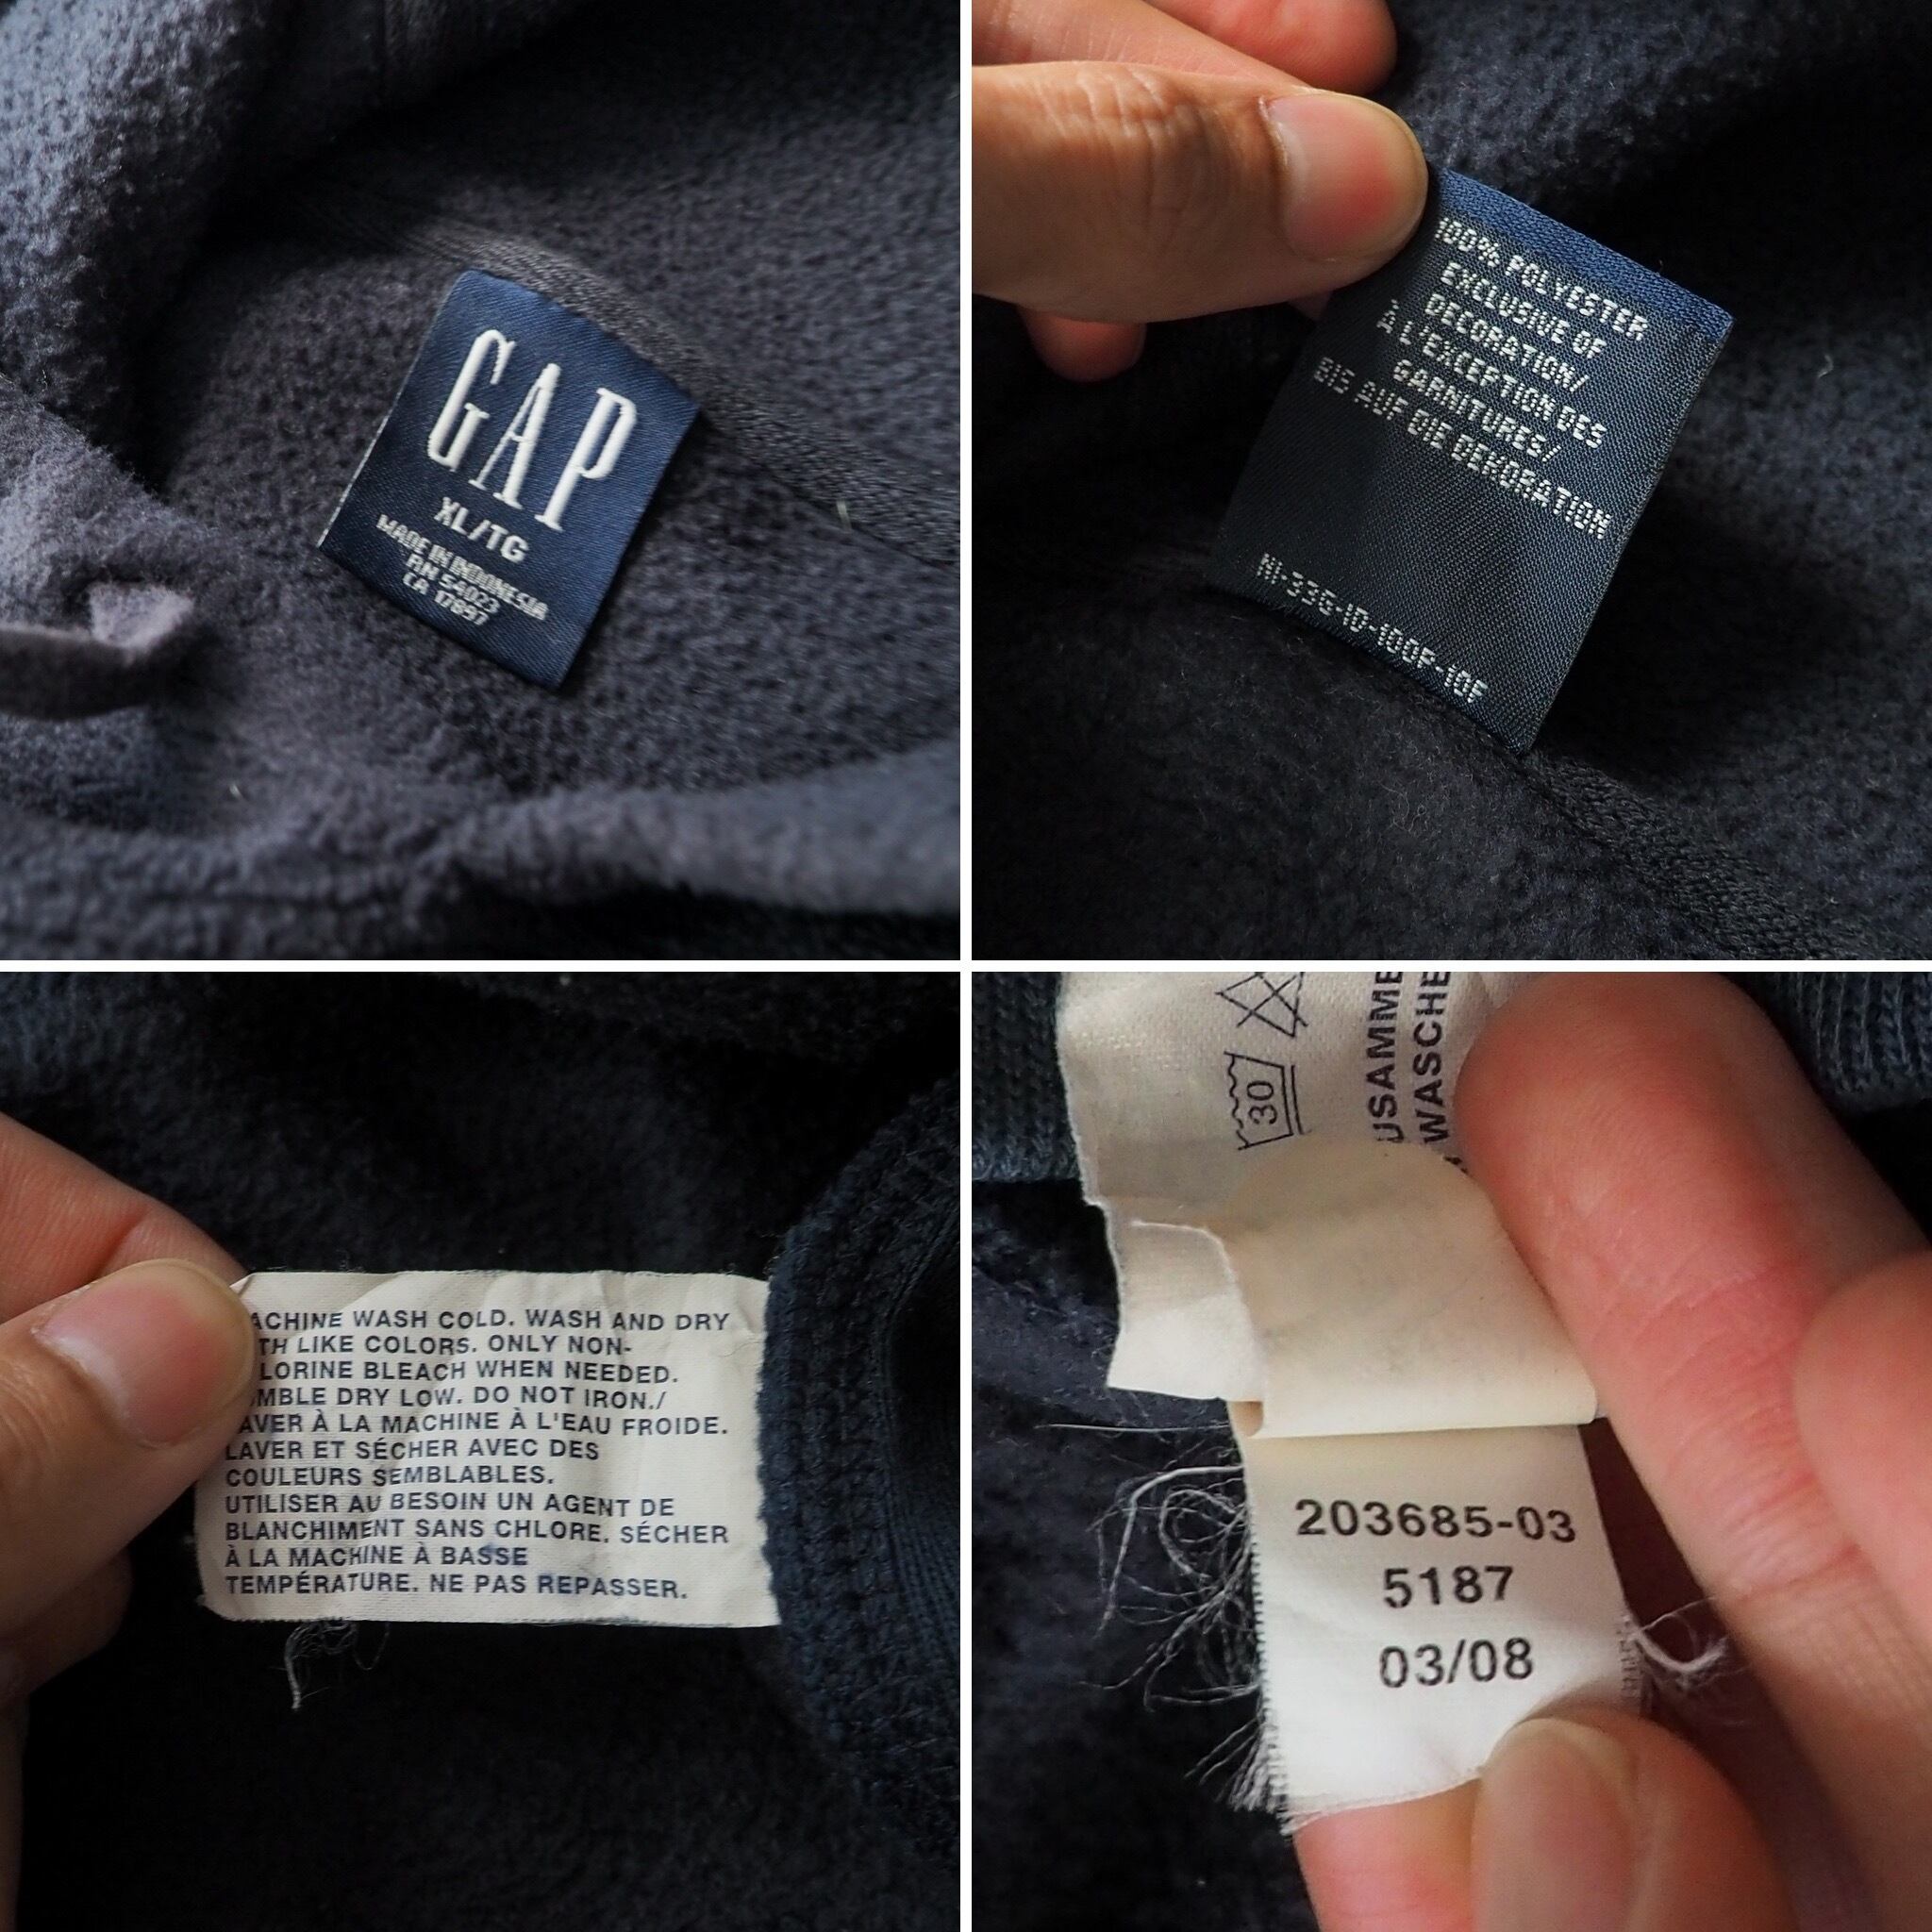 GAP
XL/TG
MADE IN INDONESIA
RN 54023
CA 17897
100% POLYESTER
EXCLUSIVE OF
DECORATION/
À L'EXCEPTION DES
GARNITURES/
BIS AUF DIE DEKORATION
ACHINE WASH COLD. WASH AND DRY
TH LIKE COLORS. ONLY NON-
LORINE BLEACH WHEN NEEDED.
MBLE DRY LOW. DO NOT IRON./
AVER À LA MACHINE À L'EAU FROIDE.
LAVER ET SÉCHER AVEC DES
COULEURS SEMBLABLES.
UTILISER AU BESOIN UN AGENT DE
BLANCHIMENT SANS CHLORE. SÉCHER
À LA MACHINE À BASSE
TEMPÉRATURE. NE PAS REPASSER.
30
USAMME
WASCHE
203685-03
5187
03/08